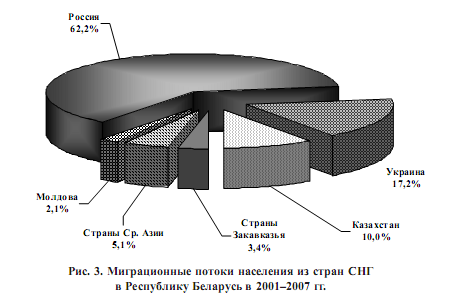 Россия
62,2%
Украина
17,2%
Казахстан
10,0%
Страны
Закавказья
3,4%
Страны Ср. Азии
5,1%
Молдова
2,1%
Рис. 3. Миграционные потоки населения из стран СНГ
в Республику Беларусь в 2001–2007 гг.